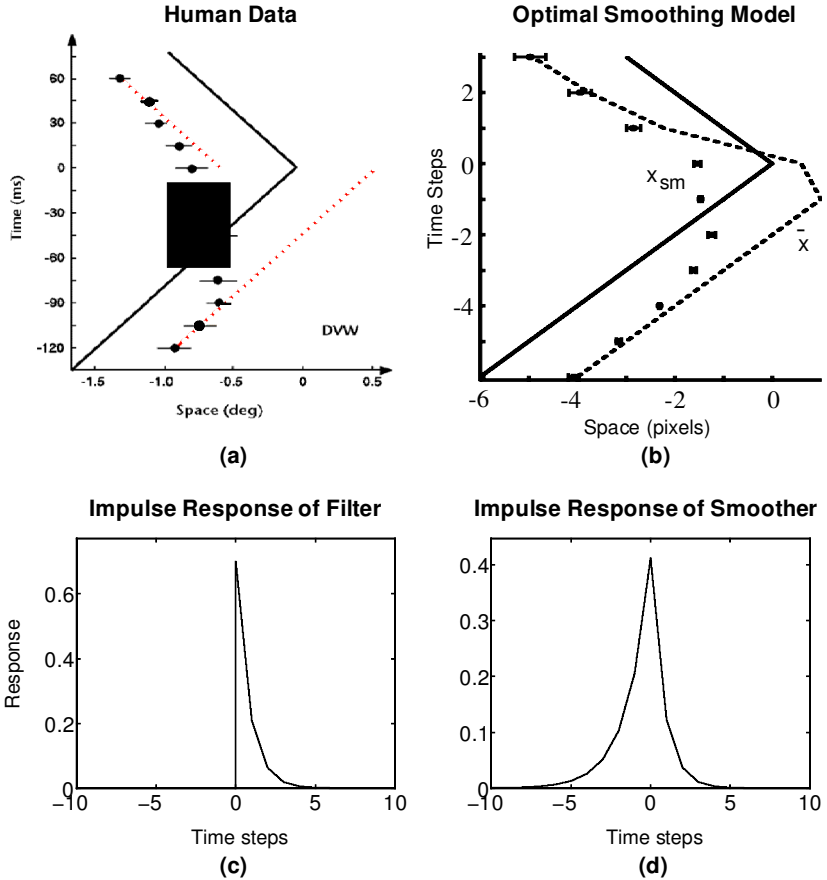 Human Data
Optimal Smoothing Model
Time (ms)
60
30
0
-30
-60
-90
-120
DVW
-1.5
-1.0
-0.5
0
0.5
Space (deg)
(a)
Time Steps
2
0
-2
-4
x sm
x̄
-6
-4
-2
0
Space (pixels)
(b)
Impulse Response of Filter
Response
0.6
0.4
0.2
0
−10
−5
0
5
10
Time steps
(c)
Impulse Response of Smoother
0.4
0.3
0.2
0.1
0
−10
−5
0
5
10
Time steps
(d)